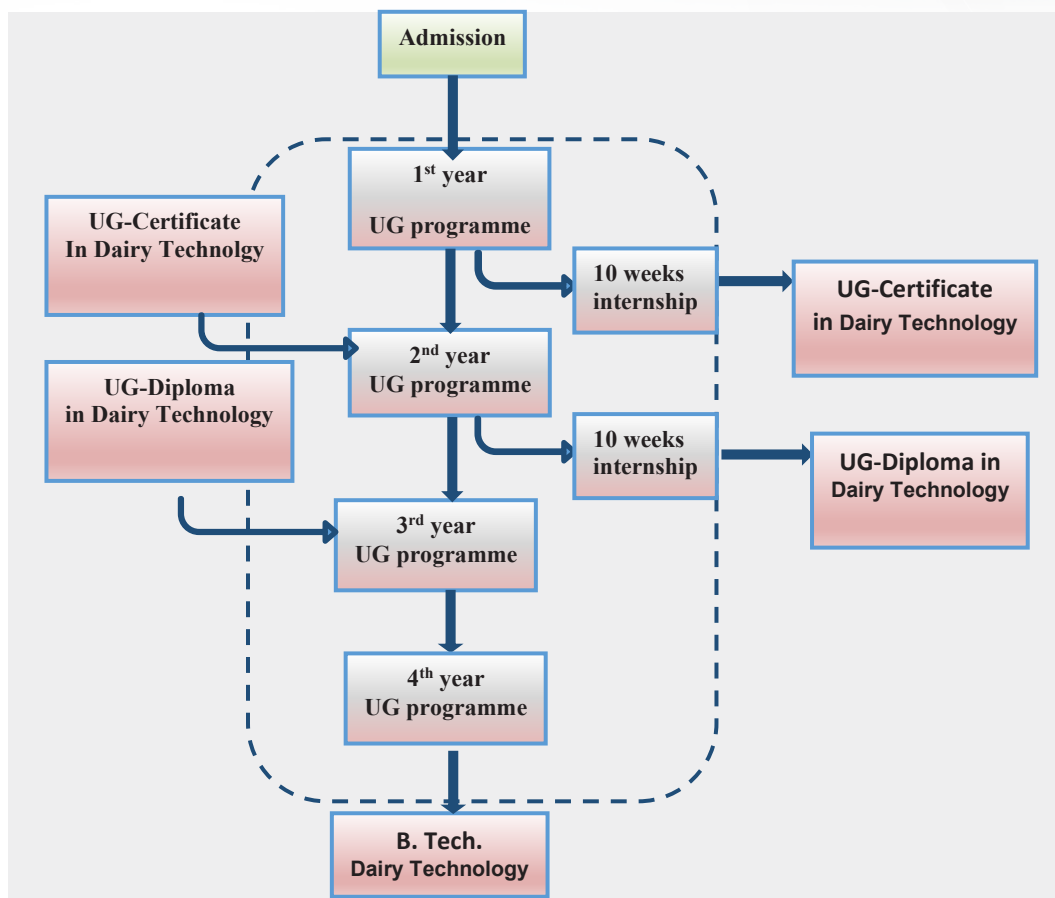 Admission
1st year
UG programme
UG-Certificate
In Dairy Technolgy
10 weeks
internship
UG-Certificate
in Dairy Technology
2nd year
UG programme
UG-Diploma
in Dairy Technology
10 weeks
internship
UG-Diploma in
Dairy Technology
3rd year
UG programme
4th year
UG programme
B. Tech.
Dairy Technology